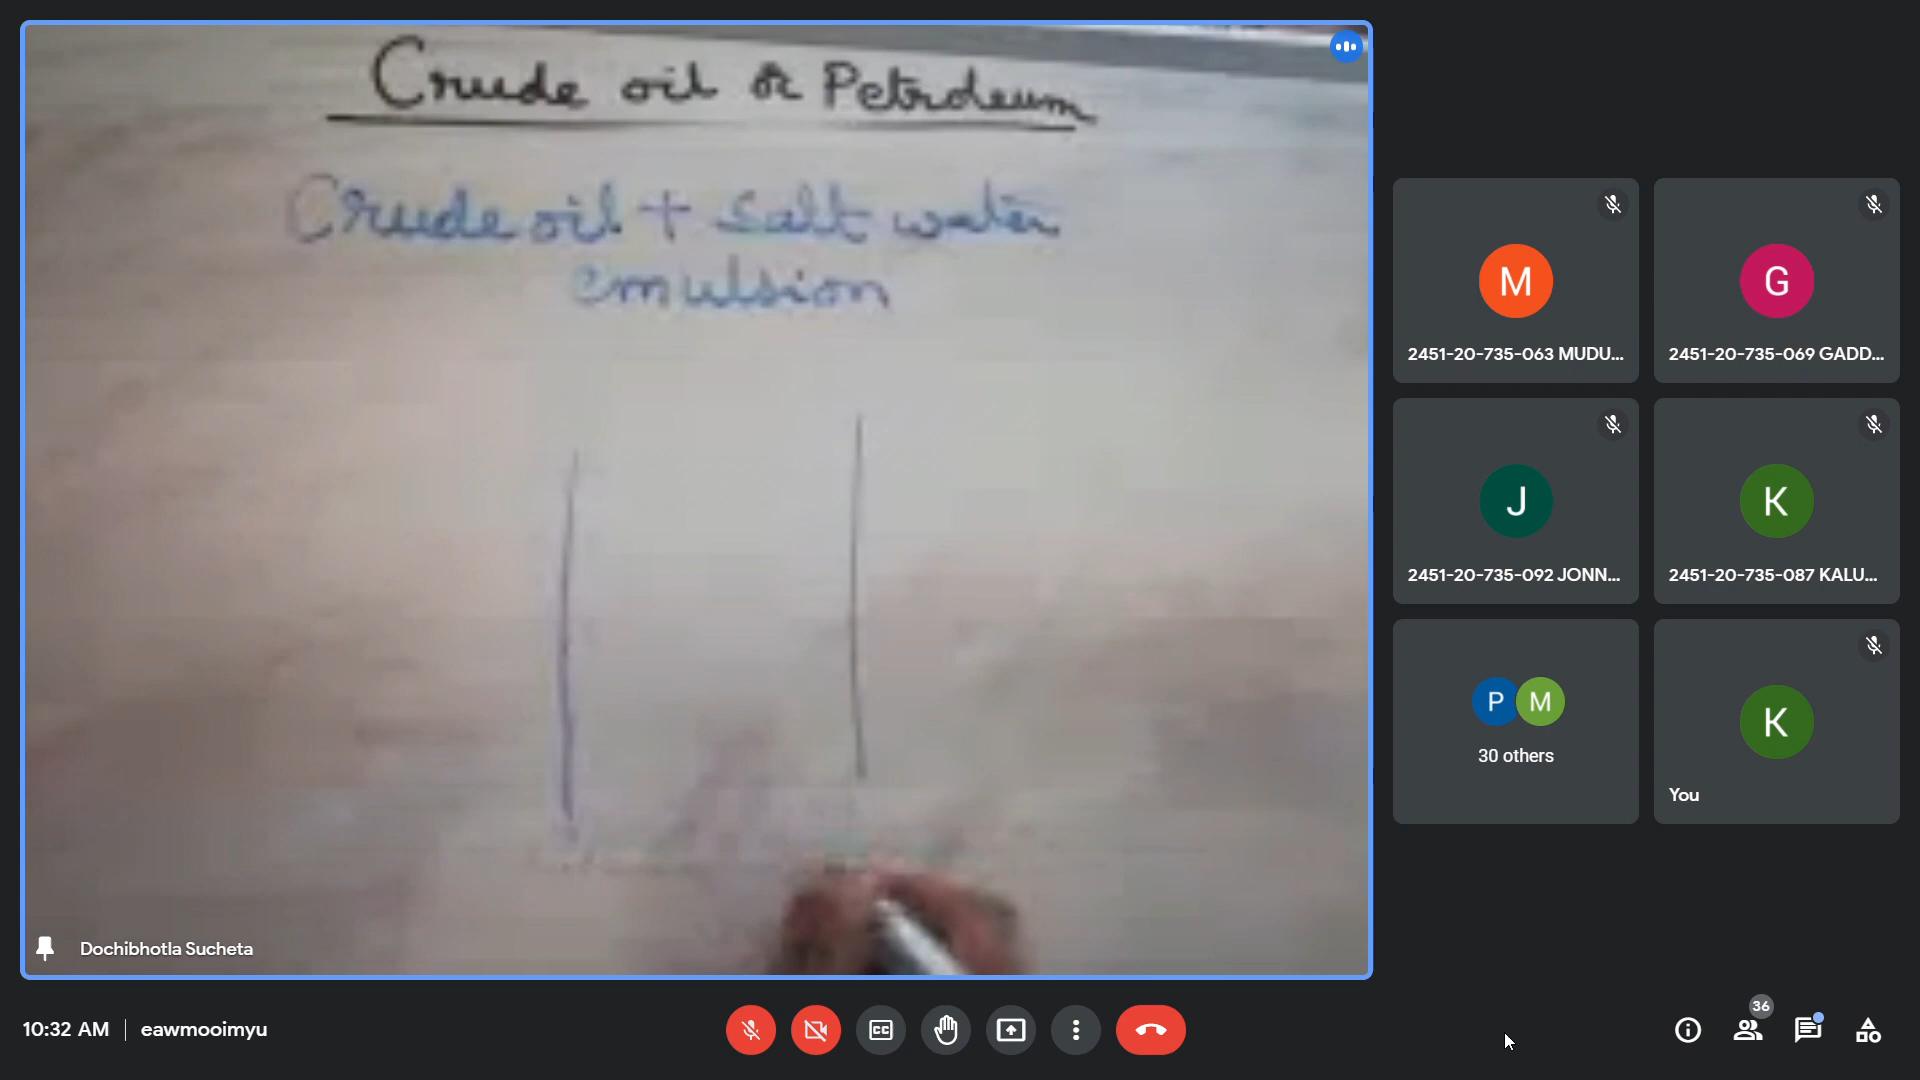 Crude oil or Petroleum
Crude oil + Salt water
emulsion
Dochibhotla Sucheta
M
2451-20-735-063 MUDU...
G
2451-20-735-069 GADD...
J
2451-20-735-092 JONN...
K
2451-20-735-087 KALU...
P
M
30 others
K
You
10:32 AM | eawmooimyu
CC
36